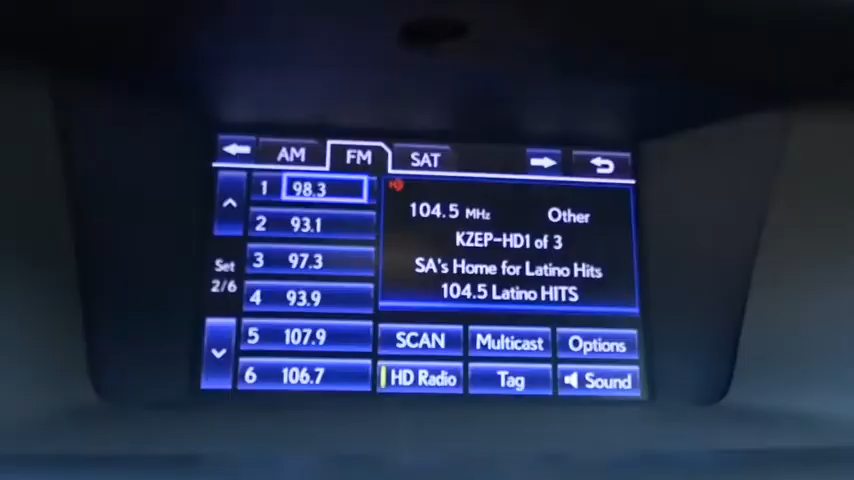 AM FM SAT
1 98.3
2 93.1
Set 2/6
3 97.3
4 93.9
5 107.9
6 106.7
HD
104.5 MHz Other
KZEP-HD1 of 3
SA's Home for Latino Hits
104.5 Latino HITS
SCAN Multicast Options
HD Radio Tag Sound